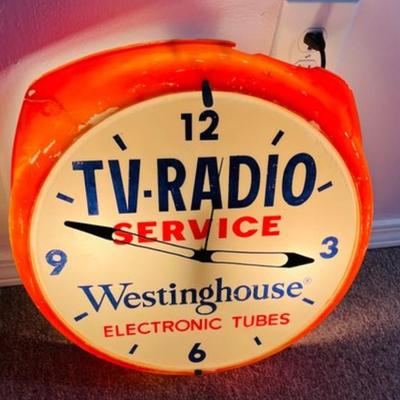 12
TV-RADIO
SERVICE
9 3
Westinghouse®
ELECTRONIC TUBES
6